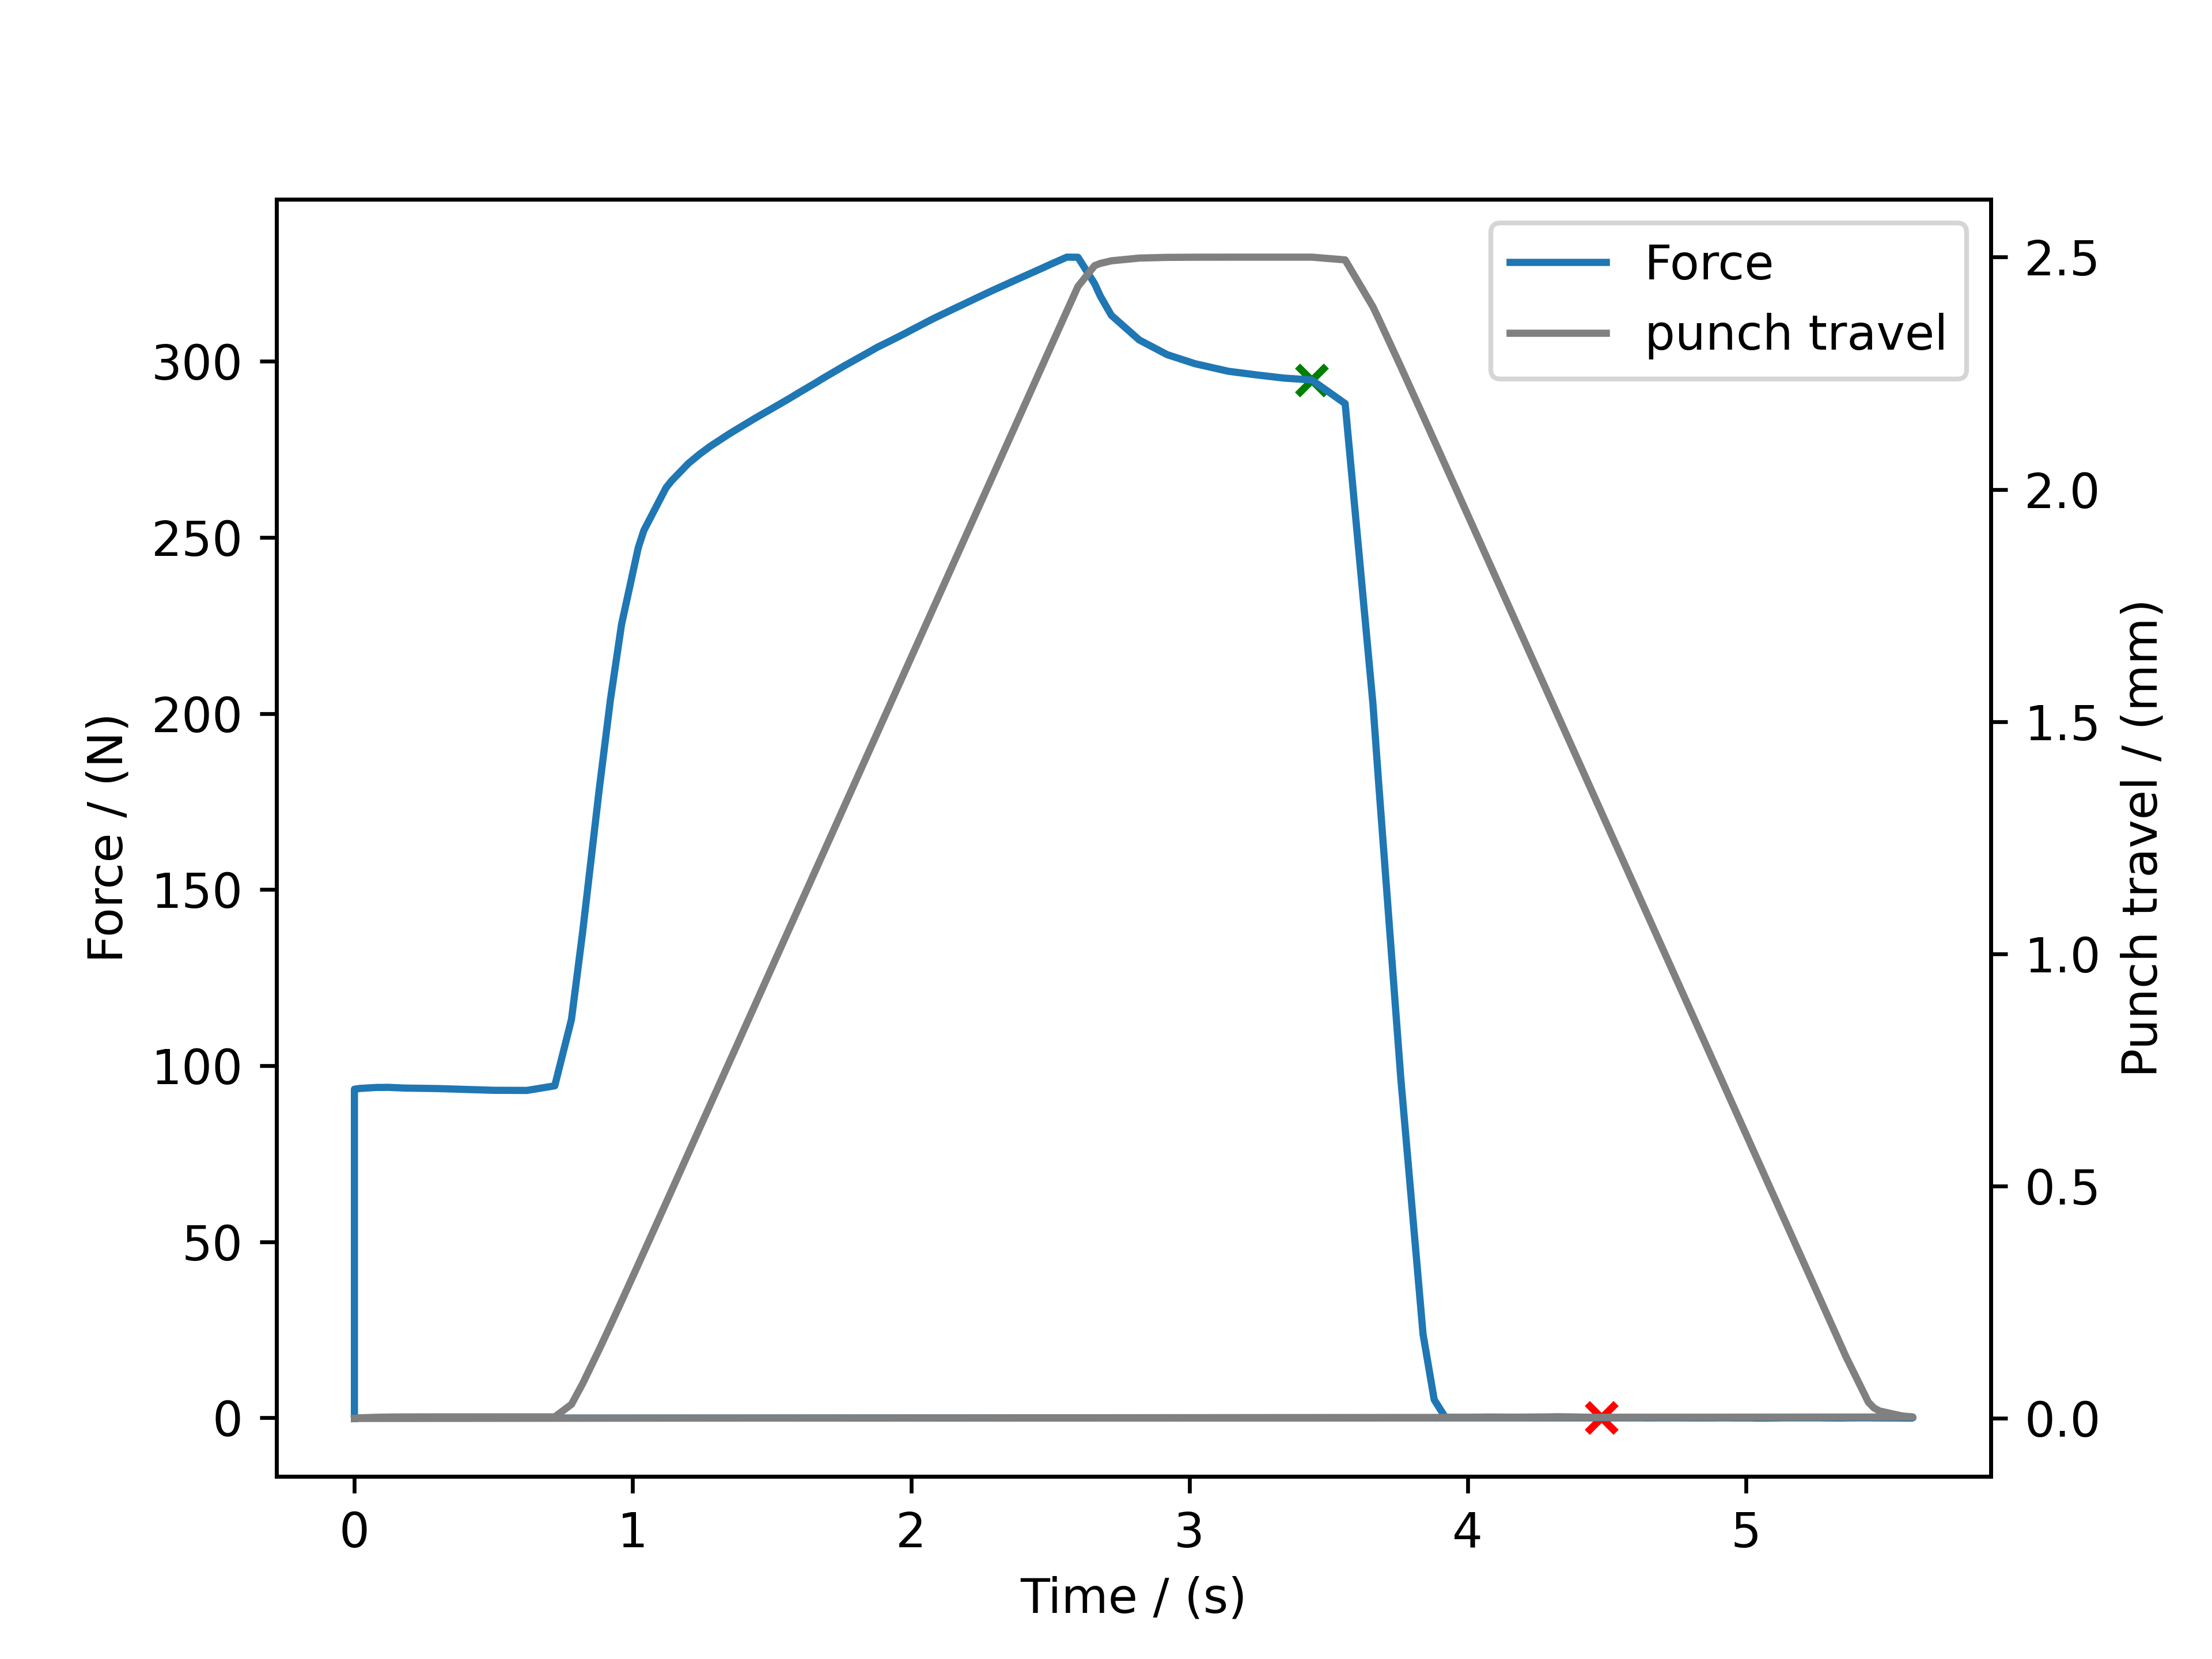 Force
punch travel
300
250
200
150
100
50
0
Force / (N)
2.5
2.0
1.5
1.0
0.5
0.0
Punch travel / (mm)
0 1 2 3 4 5
Time / (s)